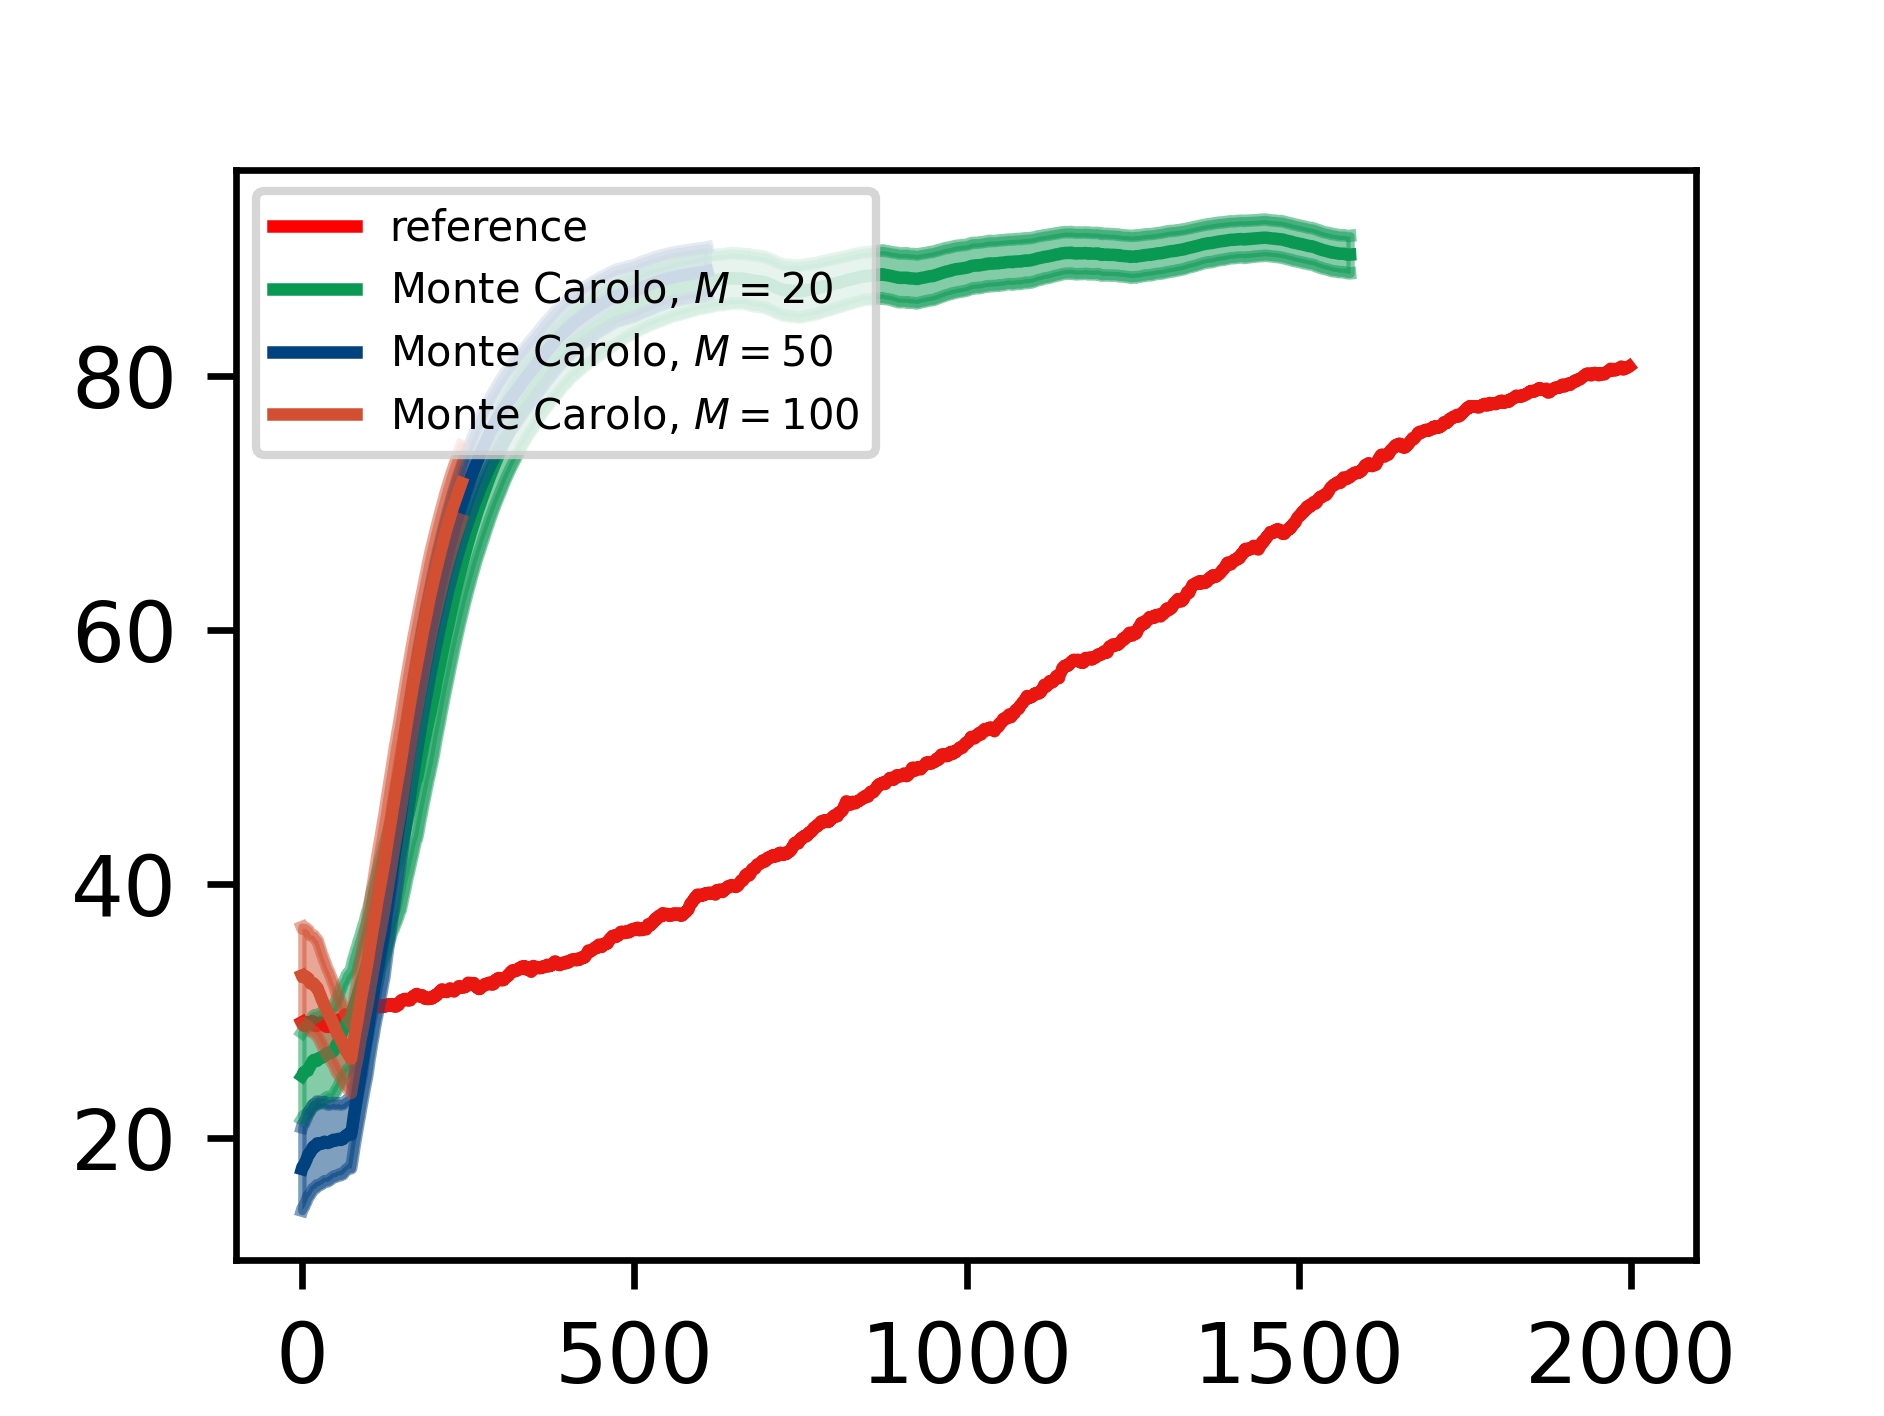 reference
Monte Carolo, M = 20
Monte Carolo, M = 50
Monte Carolo, M = 100
80
60
40
20
0 500 1000 1500 2000